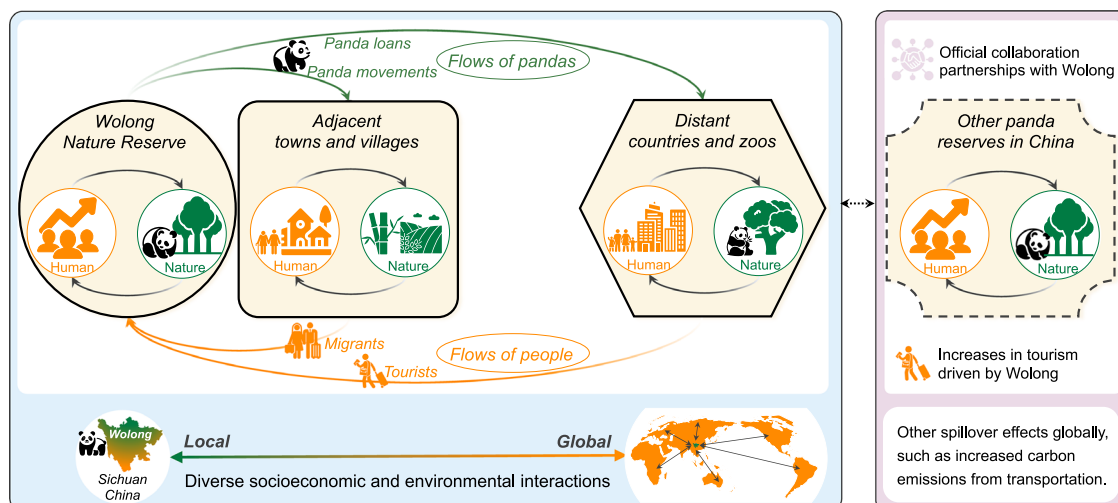 Panda loans
Panda movements
Flows of pandas
Wolong
Nature Reserve
Human
Nature
Adjacent
towns and villages
Human
Nature
Distant
countries and zoos
Human
Nature
Migrants
Tourists
Flows of people
Wolong
Sichuan
China
Local
Global
Diverse socioeconomic and environmental interactions
Official collaboration
partnerships with Wolong
Other panda
reserves in China
Human
Nature
Increases in tourism
driven by Wolong
Other spillover effects globally,
such as increased carbon
emissions from transportation.